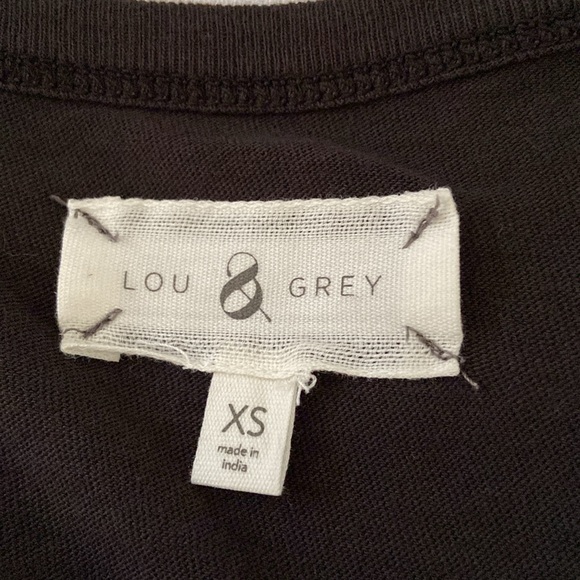 LOU & GREY
XS
made in
india